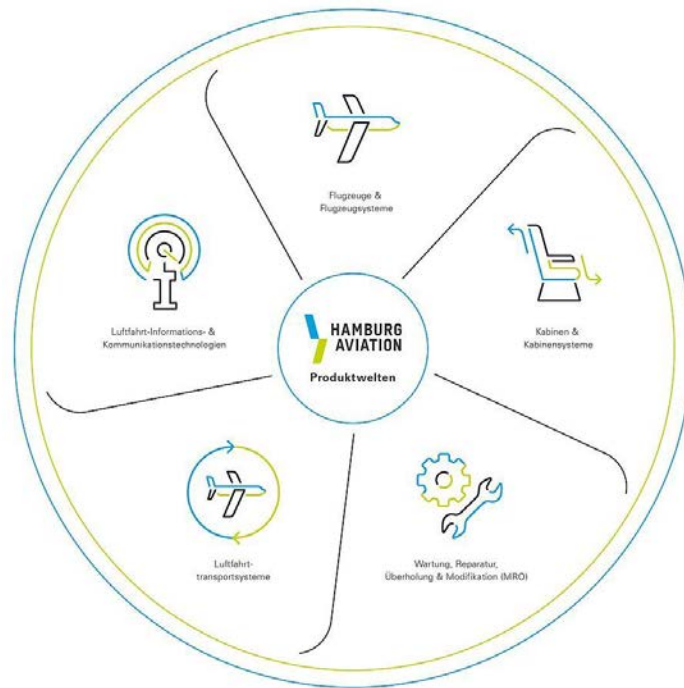 Flugzeuge &
Flugzeugsysteme
Kabinen &
Kabinensysteme
Luftfahrt-Informations- &
Kommunikationstechnologien
HAMBURG
AVIATION
Produktwelten
Luftfahrt-
transportsysteme
Wartung, Reparatur,
Überholung & Modifikation (MRO)